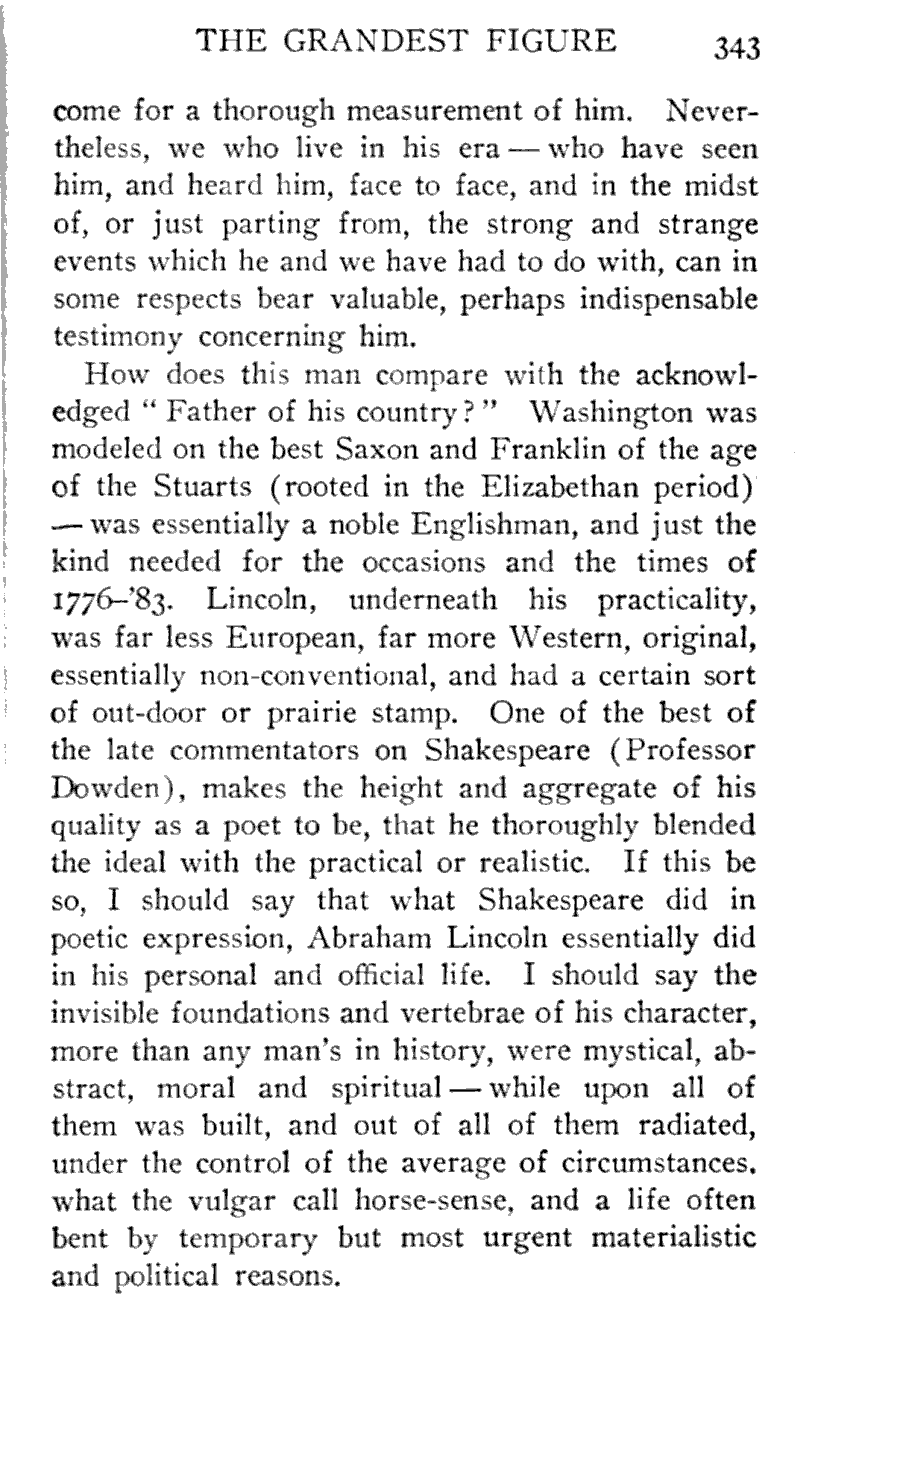 THE GRANDEST FIGURE 343
come for a thorough measurement of him. Never-
theless, we who live in his era — who have seen
him, and heard him, face to face, and in the midst
of, or just parting from, the strong and strange
events which he and we have had to do with, can in
some respects bear valuable, perhaps indispensable
testimony concerning him.
How does this man compare with the acknowl-
edged “ Father of his country ? ” Washington was
modeled on the best Saxon and Franklin of the age
of the Stuarts (rooted in the Elizabethan period)
— was essentially a noble Englishman, and just the
kind needed for the occasions and the times of
1776–’83. Lincoln, underneath his practicality,
was far less European, far more Western, original,
essentially non-conventional, and had a certain sort
of out-door or prairie stamp. One of the best of
the late commentators on Shakespeare (Professor
Dowden), makes the height and aggregate of his
quality as a poet to be, that he thoroughly blended
the ideal with the practical or realistic. If this be
so, I should say that what Shakespeare did in
poetic expression, Abraham Lincoln essentially did
in his personal and official life. I should say the
invisible foundations and vertebrae of his character,
more than any man’s in history, were mystical, ab-
stract, moral and spiritual — while upon all of
them was built, and out of all of them radiated,
under the control of the average of circumstances,
what the vulgar call horse-sense, and a life often
bent by temporary but most urgent materialistic
and political reasons.